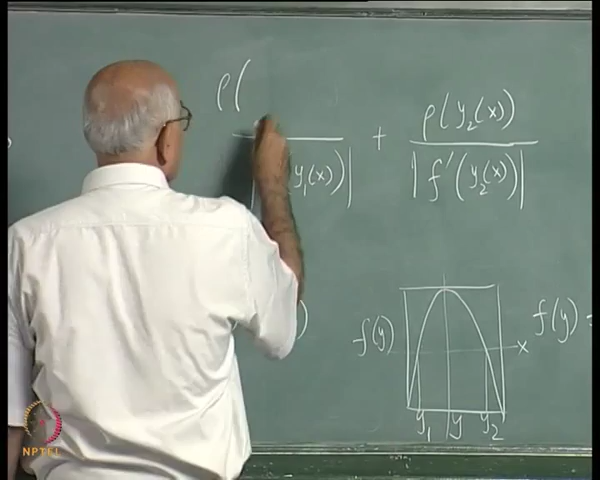 ρ(
+ ρ(y₂(x))
y₁(x))| |f′(y₂(x))|
)
f(y) x f(y) =
y₁ y y₂
NPTEL